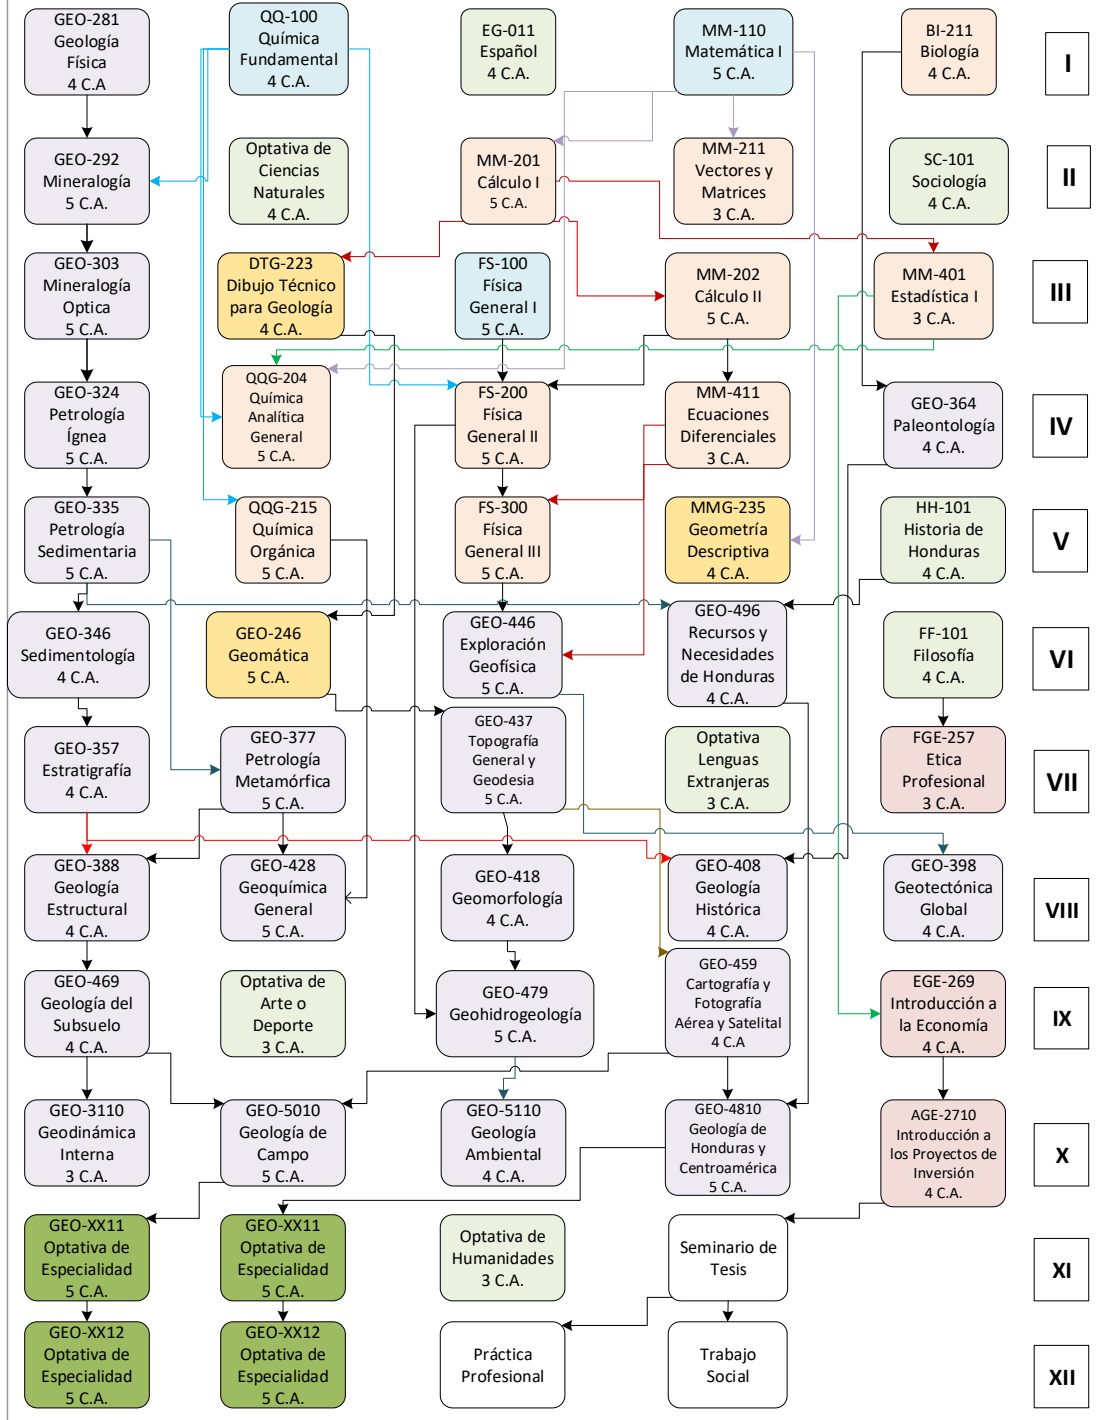 GEO-281
Geología
Física
4 C.A
QQ-100
Química
Fundamental
4 C.A.
EG-011
Español
4 C.A.
MM-110
Matemática I
5 C.A.
BI-211
Biología
4 C.A.
I
GEO-292
Mineralogía
5 C.A.
Optativa de
Ciencias
Naturales
4 C.A.
MM-201
Cálculo I
5 C.A.
MM-211
Vectores y
Matrices
3 C.A.
SC-101
Sociología
4 C.A.
II
GEO-303
Mineralogía
Optica
5 C.A.
DTG-223
Dibujo Técnico
para Geología
4 C.A.
FS-100
Física
General I
5 C.A.
MM-202
Cálculo II
5 C.A.
MM-401
Estadística I
3 C.A.
III
GEO-324
Petrología
Ígnea
5 C.A.
QQG-204
Química
Analítica
General
5 C.A.
FS-200
Física
General II
5 C.A.
MM-411
Ecuaciones
Diferenciales
3 C.A.
GEO-364
Paleontología
4 C.A.
IV
GEO-335
Petrología
Sedimentaria
5 C.A.
QQG-215
Química
Orgánica
5 C.A.
FS-300
Física
General III
5 C.A.
MMG-235
Geometría
Descriptiva
4 C.A.
HH-101
Historia de
Honduras
4 C.A.
V
GEO-346
Sedimentología
4 C.A.
GEO-246
Geomática
5 C.A.
GEO-446
Exploración
Geofísica
5 C.A.
GEO-496
Recursos y
Necesidades
de Honduras
4 C.A.
FF-101
Filosofía
4 C.A.
VI
GEO-357
Estratigrafía
4 C.A.
GEO-377
Petrología
Metamórfica
5 C.A.
GEO-437
Topografía
General y
Geodesia
5 C.A.
Optativa
Lenguas
Extranjeras
3 C.A.
FGE-257
Etica
Profesional
3 C.A.
VII
GEO-388
Geología
Estructural
4 C.A.
GEO-428
Geoquímica
General
5 C.A.
GEO-418
Geomorfología
4 C.A.
GEO-408
Geología
Histórica
4 C.A.
GEO-398
Geotectónica
Global
4 C.A.
VIII
GEO-469
Geología del
Subsuelo
4 C.A.
Optativa de
Arte o
Deporte
3 C.A.
GEO-479
Geohidrogeología
5 C.A.
GEO-459
Cartografía y
Fotografía
Aérea y Satelital
4 C.A
EGE-269
Introducción a
la Economía
4 C.A.
IX
GEO-3110
Geodinámica
Interna
3 C.A.
GEO-5010
Geología de
Campo
5 C.A.
GEO-5110
Geología
Ambiental
4 C.A.
GEO-4810
Geología de
Honduras y
Centroamérica
5 C.A.
AGE-2710
Introducción a
los Proyectos de
Inversión
4 C.A.
X
GEO-XX11
Optativa de
Especialidad
5 C.A.
GEO-XX11
Optativa de
Especialidad
5 C.A.
Optativa de
Humanidades
3 C.A.
Seminario de
Tesis
XI
GEO-XX12
Optativa de
Especialidad
5 C.A.
GEO-XX12
Optativa de
Especialidad
5 C.A.
Práctica
Profesional
Trabajo
Social
XII